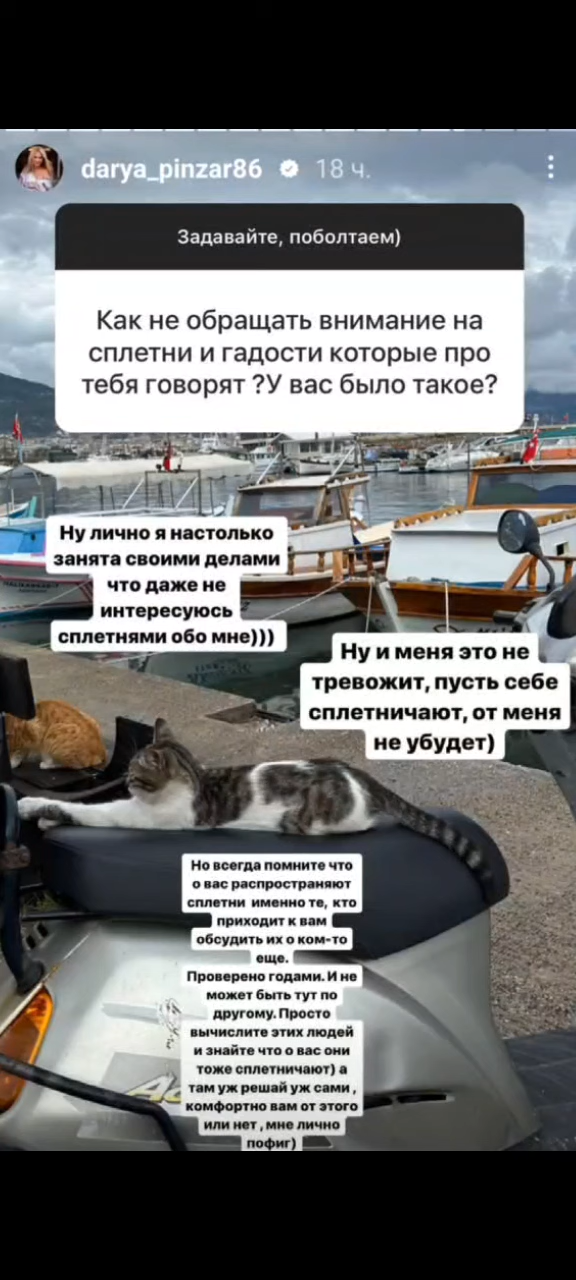 darya_pinzar86 18 ч.
Задавайте, поболтаем)
Как не обращать внимание на
сплетни и гадости которые про
тебя говорят ?У вас было такое?
Ну лично я настолько
занята своими делами
что даже не
интересуюсь
сплетнями обо мне)))
Ну и меня это не
тревожит, пусть себе
сплетничают, от меня
не убудет)
Но всегда помните что
о вас распространяют
сплетни именно те, кто
приходит к вам
обсудить их о ком-то
еще.
Проверено годами. И не
может быть тут по
другому. Просто
вычислите этих людей
и знайте что о вас они
тоже сплетничают) а
там уж решай уж сами ,
комфортно вам от этого
или нет , мне лично
пофиг)